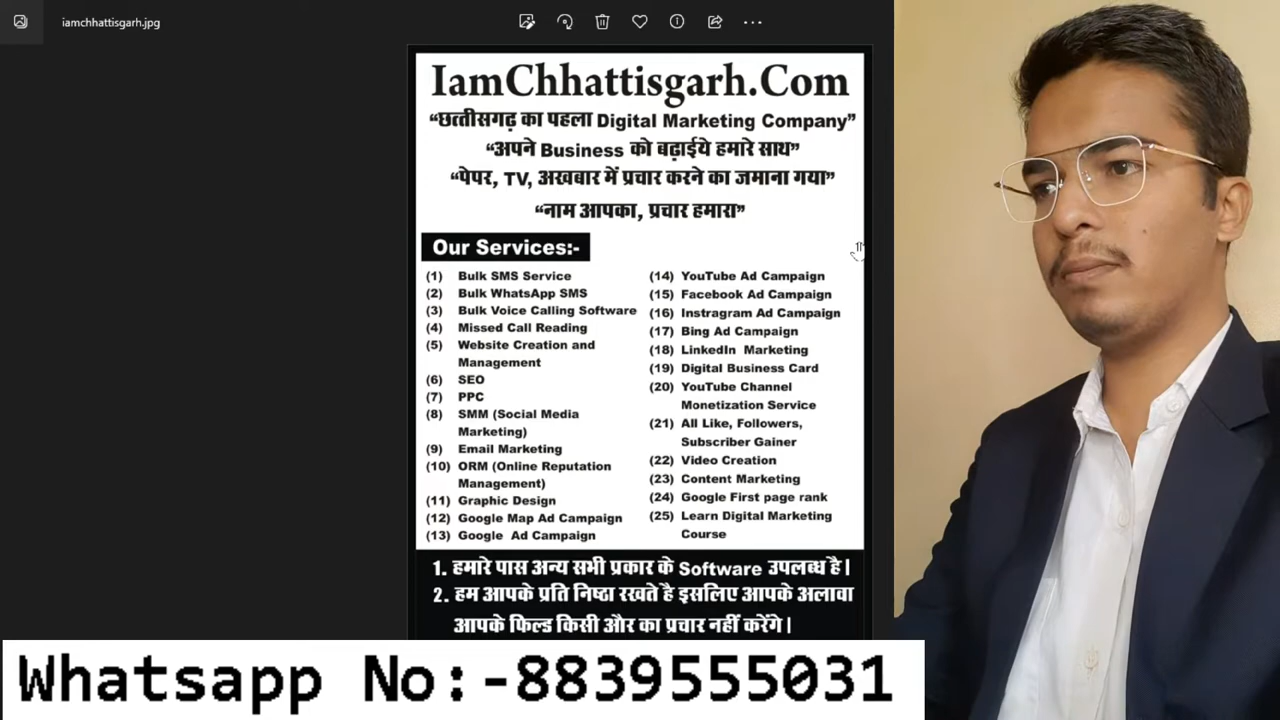 iamchhattisgarh.jpg
IamChhattisgarh.Com
“छत्तीसगढ़ का पहला Digital Marketing Company”
“अपने Business को बढ़ाईये हमारे साथ”
“पेपर, TV, अखबार में प्रचार करने का जमाना गया”
“नाम आपका, प्रचार हमारा”
Our Services:-
(1) Bulk SMS Service
(2) Bulk WhatsApp SMS
(3) Bulk Voice Calling Software
(4) Missed Call Reading
(5) Website Creation and
Management
(6) SEO
(7) PPC
(8) SMM (Social Media
Marketing)
(9) Email Marketing
(10) ORM (Online Reputation
Management)
(11) Graphic Design
(12) Google Map Ad Campaign
(13) Google Ad Campaign
(14) YouTube Ad Campaign
(15) Facebook Ad Campaign
(16) Instragram Ad Campaign
(17) Bing Ad Campaign
(18) LinkedIn Marketing
(19) Digital Business Card
(20) YouTube Channel
Monetization Service
(21) All Like, Followers,
Subscriber Gainer
(22) Video Creation
(23) Content Marketing
(24) Google First page rank
(25) Learn Digital Marketing
Course
1. हमारे पास अन्य सभी प्रकार के Software उपलब्ध है।
2. हम आपके प्रति निष्ठा रखते है इसलिए आपके अलावा
आपके फिल्ड किसी और का प्रचार नहीं करेंगे।
Whatsapp No:-8839555031